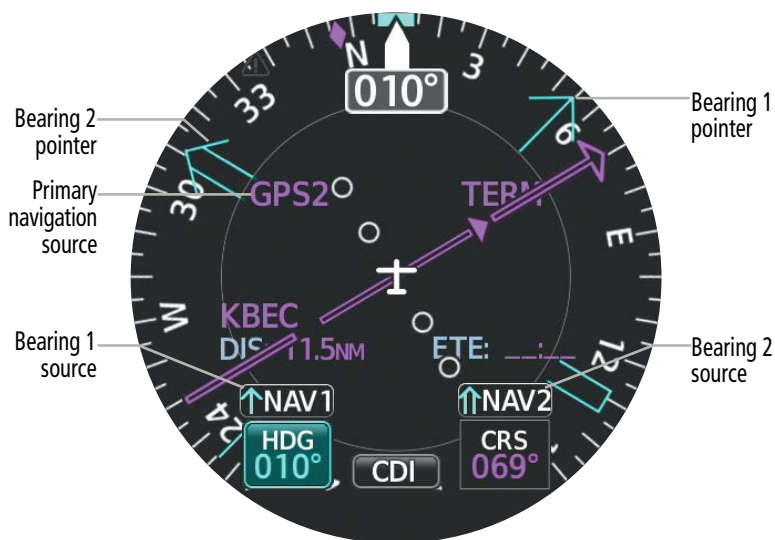 N
3
33
010°
6
Bearing 1
pointer
Bearing 2
pointer
Primary
navigation
source
30
GPS2
TERM
E
W
KBEC
DIS: 11.5NM
ETE: __:__
12
Bearing 1
source
Bearing 2
source
24
↑NAV1
⇑NAV2
HDG
010°
CDI
CRS
069°